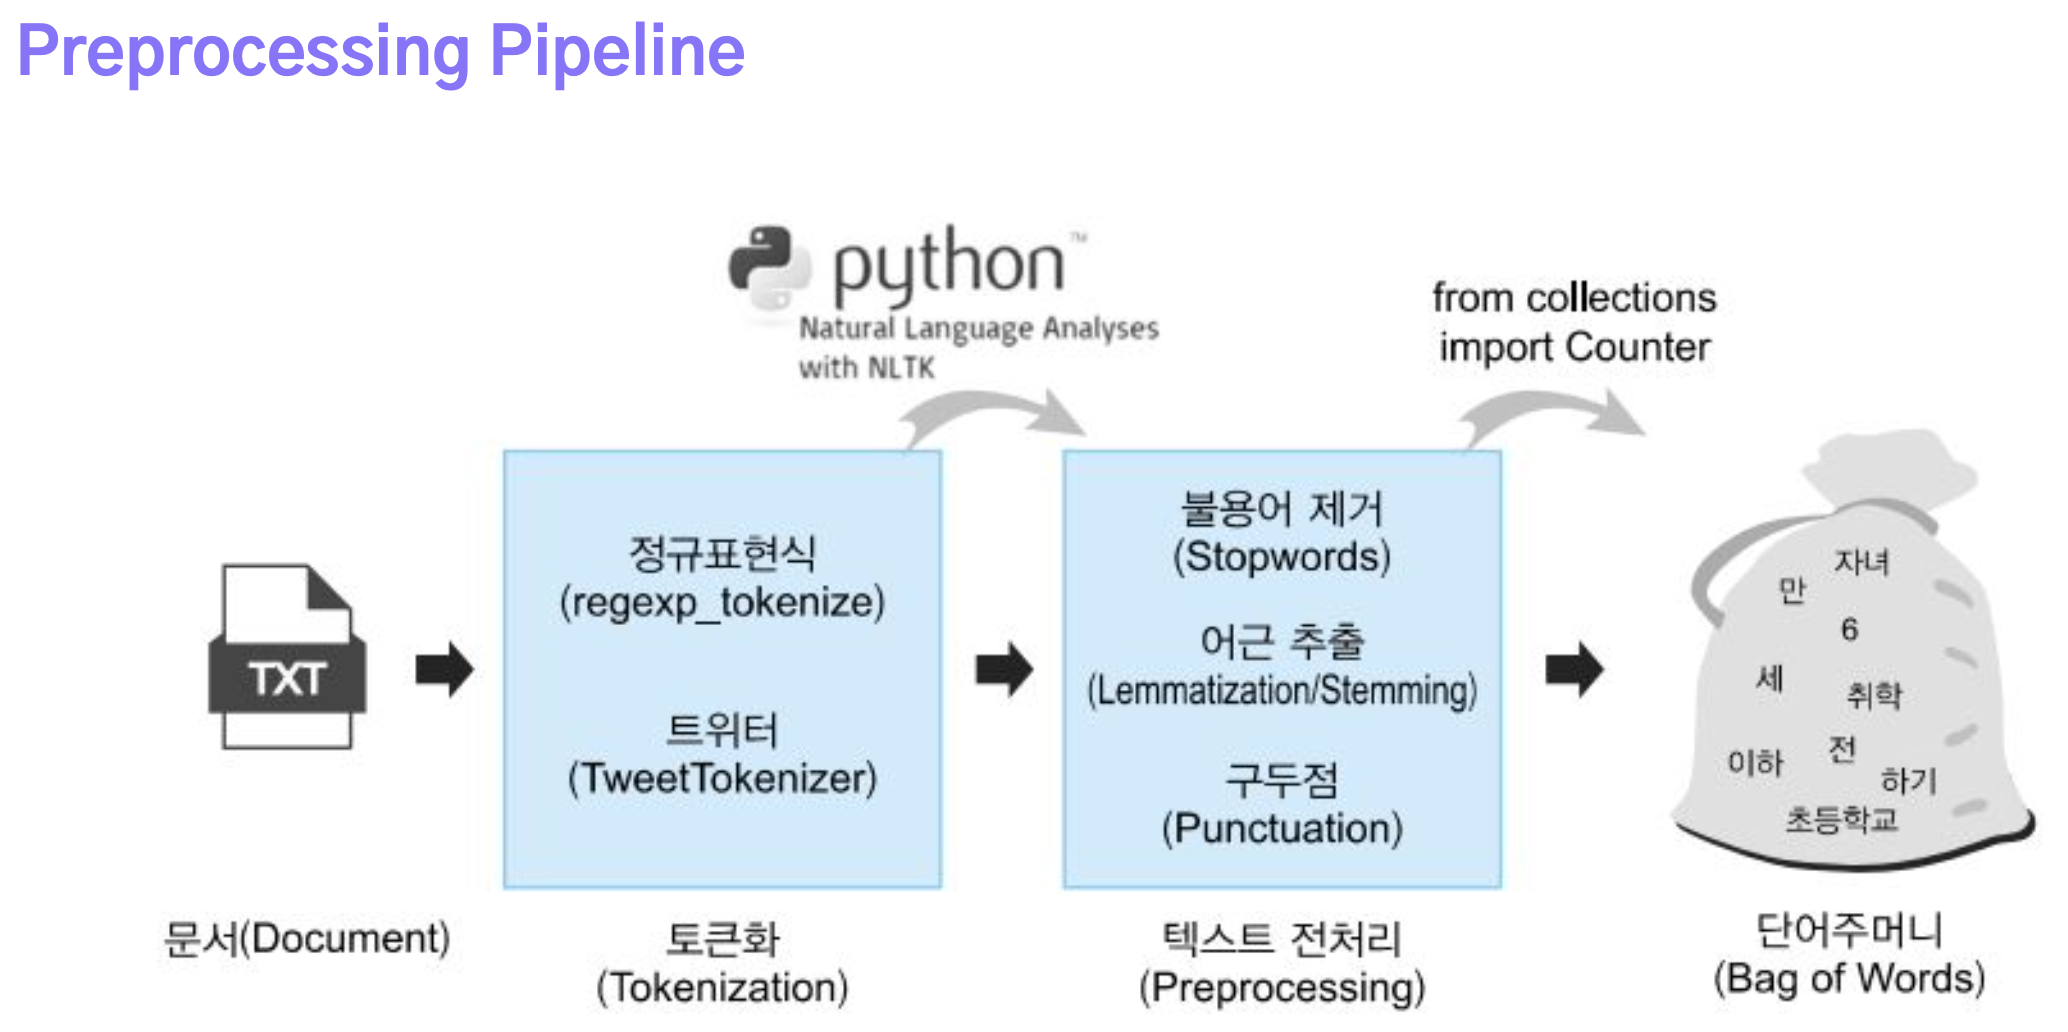 Preprocessing Pipeline
python™
Natural Language Analyses
with NLTK
from collections
import Counter
TXT
정규표현식
(regexp_tokenize)
트위터
(TweetTokenizer)
불용어 제거
(Stopwords)
어근 추출
(Lemmatization/Stemming)
구두점
(Punctuation)
자녀
만
6
세
취학
전
이하
하기
초등학교
문서(Document)
토큰화
(Tokenization)
텍스트 전처리
(Preprocessing)
단어주머니
(Bag of Words)